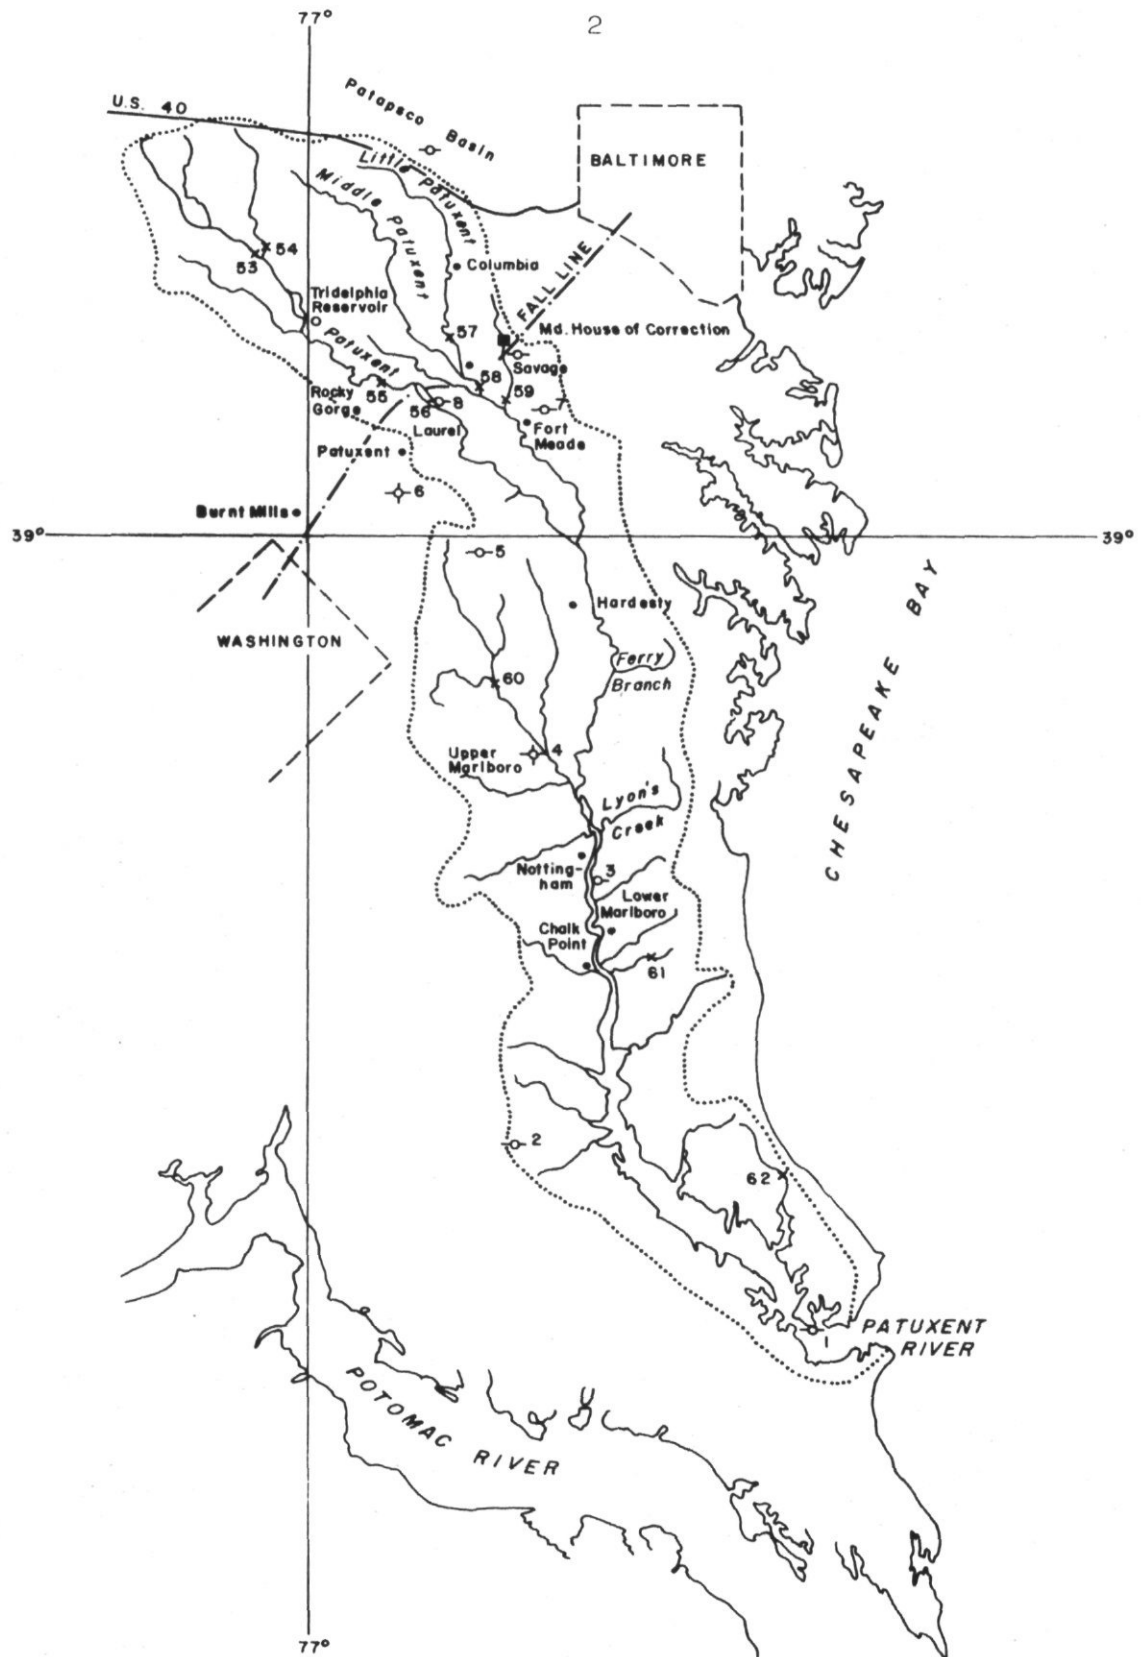 77°
2
U.S. 40
Patapsco Basin
BALTIMORE
Little Patuxent
Middle Patuxent
54
53
Columbia
FALL LINE
Tridelphia
Reservoir
Md. House of Correction
57
Patuxent
Savage
58
55
59
7
Rocky
Gorge
56
8
Laurel
Fort
Meade
Patuxent
6
Burnt Mills
39°
39°
5
Hardesty
WASHINGTON
Ferry
Branch
60
CHESAPEAKE BAY
Upper
Marlboro
4
Lyon's
Creek
Notting-
ham
3
Lower
Marlboro
Chalk
Point
61
2
62
1
PATUXENT
RIVER
POTOMAC RIVER
77°